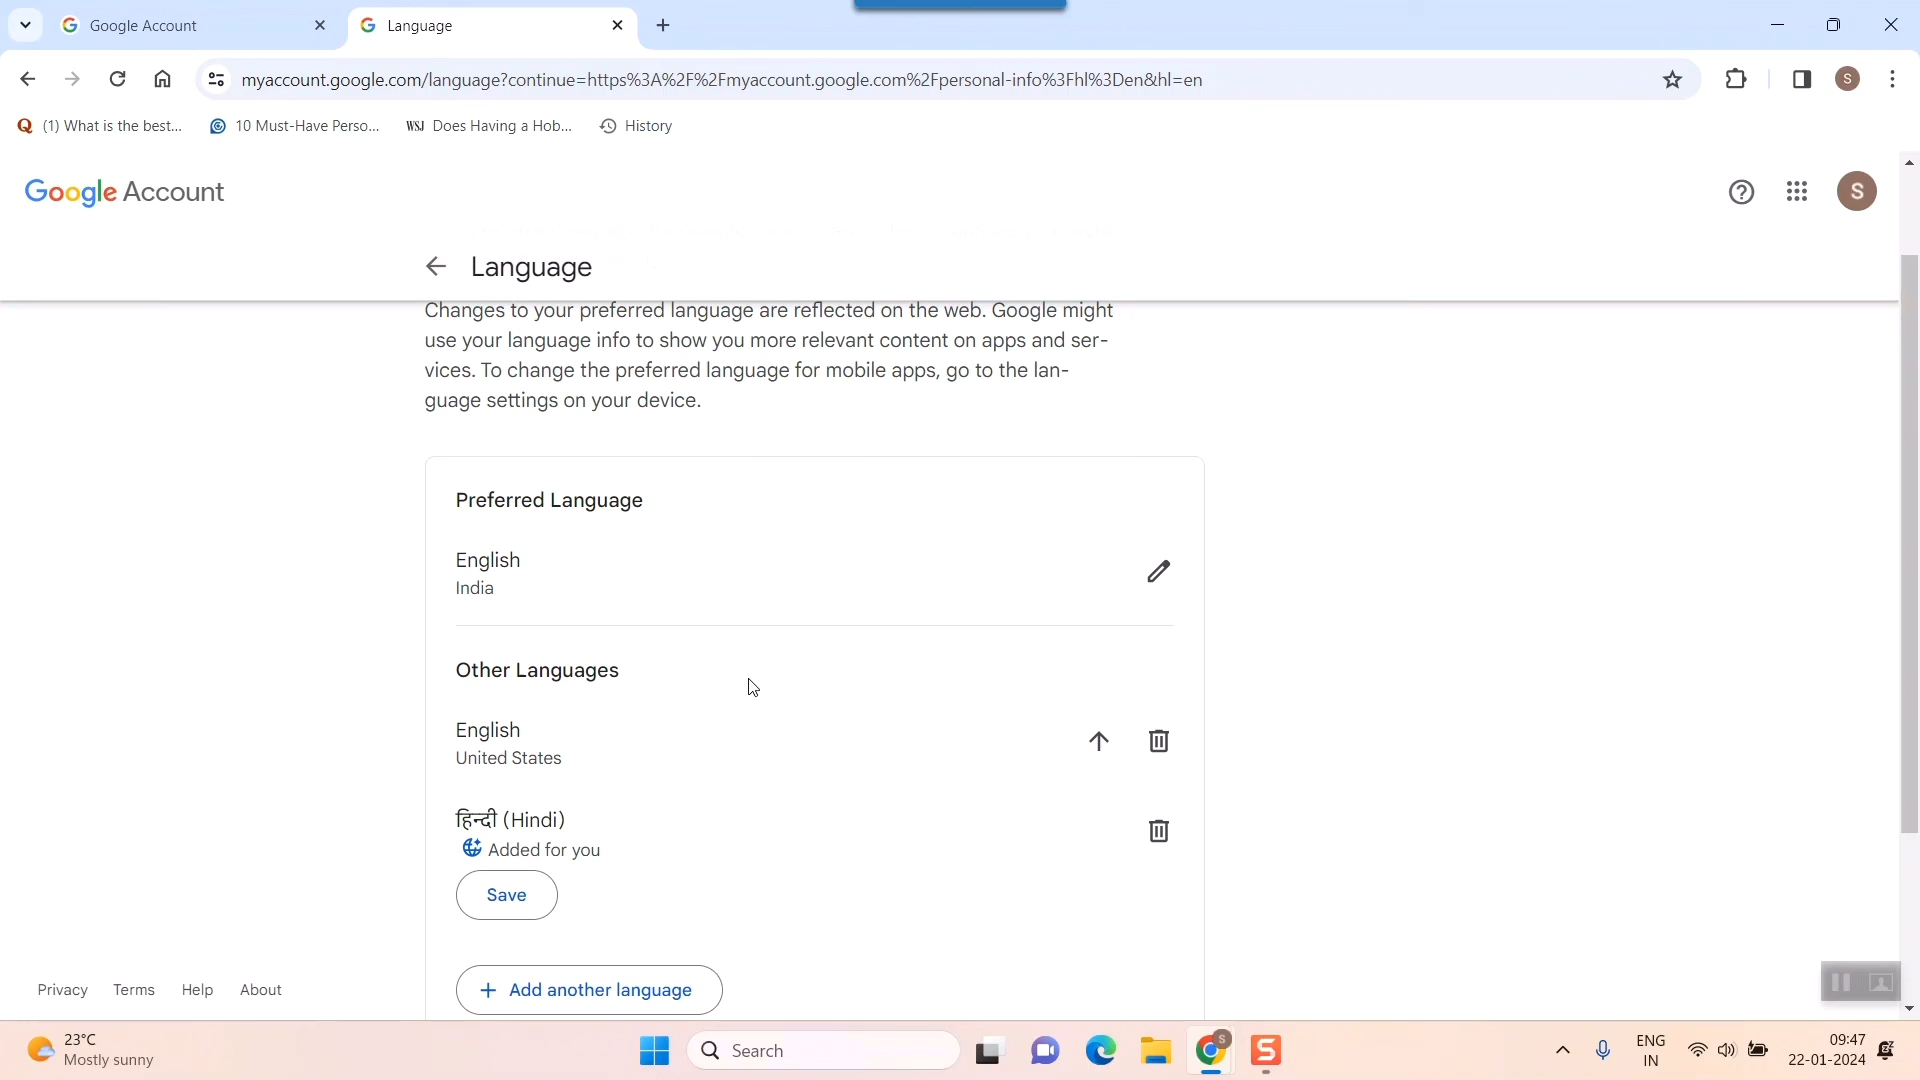 Google Account
Language
myaccount.google.com/language?continue=https%3A%2F%2Fmyaccount.google.com%2Fpersonal-info%3Fhl%3Den&hl=en
S
(1) What is the best...
10 Must-Have Perso...
WSJ Does Having a Hob...
History
Google Account
S
Language
Changes to your preferred language are reflected on the web. Google might
use your language info to show you more relevant content on apps and ser-
vices. To change the preferred language for mobile apps, go to the lan-
guage settings on your device.
Preferred Language
English
India
Other Languages
English
United States
हिन्दी (Hindi)
Added for you
Save
+ Add another language
Privacy Terms Help About
23°C
Mostly sunny
Search
S
S
ENG
IN
09:47
22-01-2024